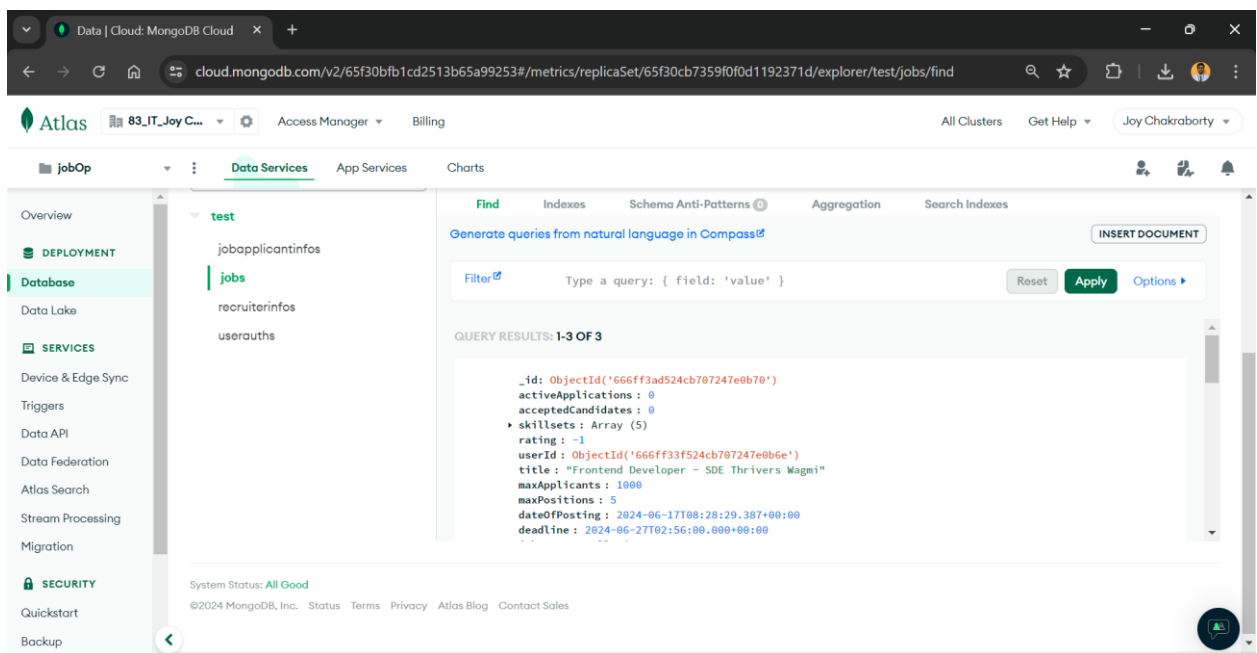 Data | Cloud: MongoDB Cloud
cloud.mongodb.com/v2/65f30bfb1cd2513b65a99253#/metrics/replicaSet/65f30cb7359f0f0d1192371d/explorer/test/jobs/find
Atlas 83_IT_Joy C... Access Manager Billing All Clusters Get Help Joy Chakraborty
jobOp Data Services App Services Charts
Overview
DEPLOYMENT
Database
Data Lake
SERVICES
Device & Edge Sync
Triggers
Data API
Data Federation
Atlas Search
Stream Processing
Migration
SECURITY
Quickstart
Backup
test
jobapplicantinfos
jobs
recruiterinfos
userauths
Find Indexes Schema Anti-Patterns 0 Aggregation Search Indexes
Generate queries from natural language in Compass INSERT DOCUMENT
Filter Type a query: { field: 'value' } Reset Apply Options
QUERY RESULTS: 1-3 OF 3
_id: ObjectId('666ff3ad524cb707247e0b70')
activeApplications : 0
acceptedCandidates : 0
skillsets : Array (5)
rating : -1
userId : ObjectId('666ff33f524cb707247e0b6e')
title : "Frontend Developer - SDE Thrivers Wagmi"
maxApplicants : 1000
maxPositions : 5
dateOfPosting : 2024-06-17T08:28:29.387+00:00
deadline : 2024-06-27T02:56:00.000+00:00
System Status: All Good
©2024 MongoDB, Inc. Status Terms Privacy Atlas Blog Contact Sales